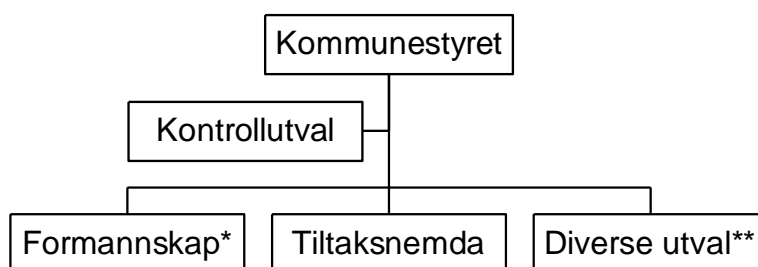 Kommunestyret
Kontrollutval
Formannskap*
Tiltaksnemda
Diverse utval**